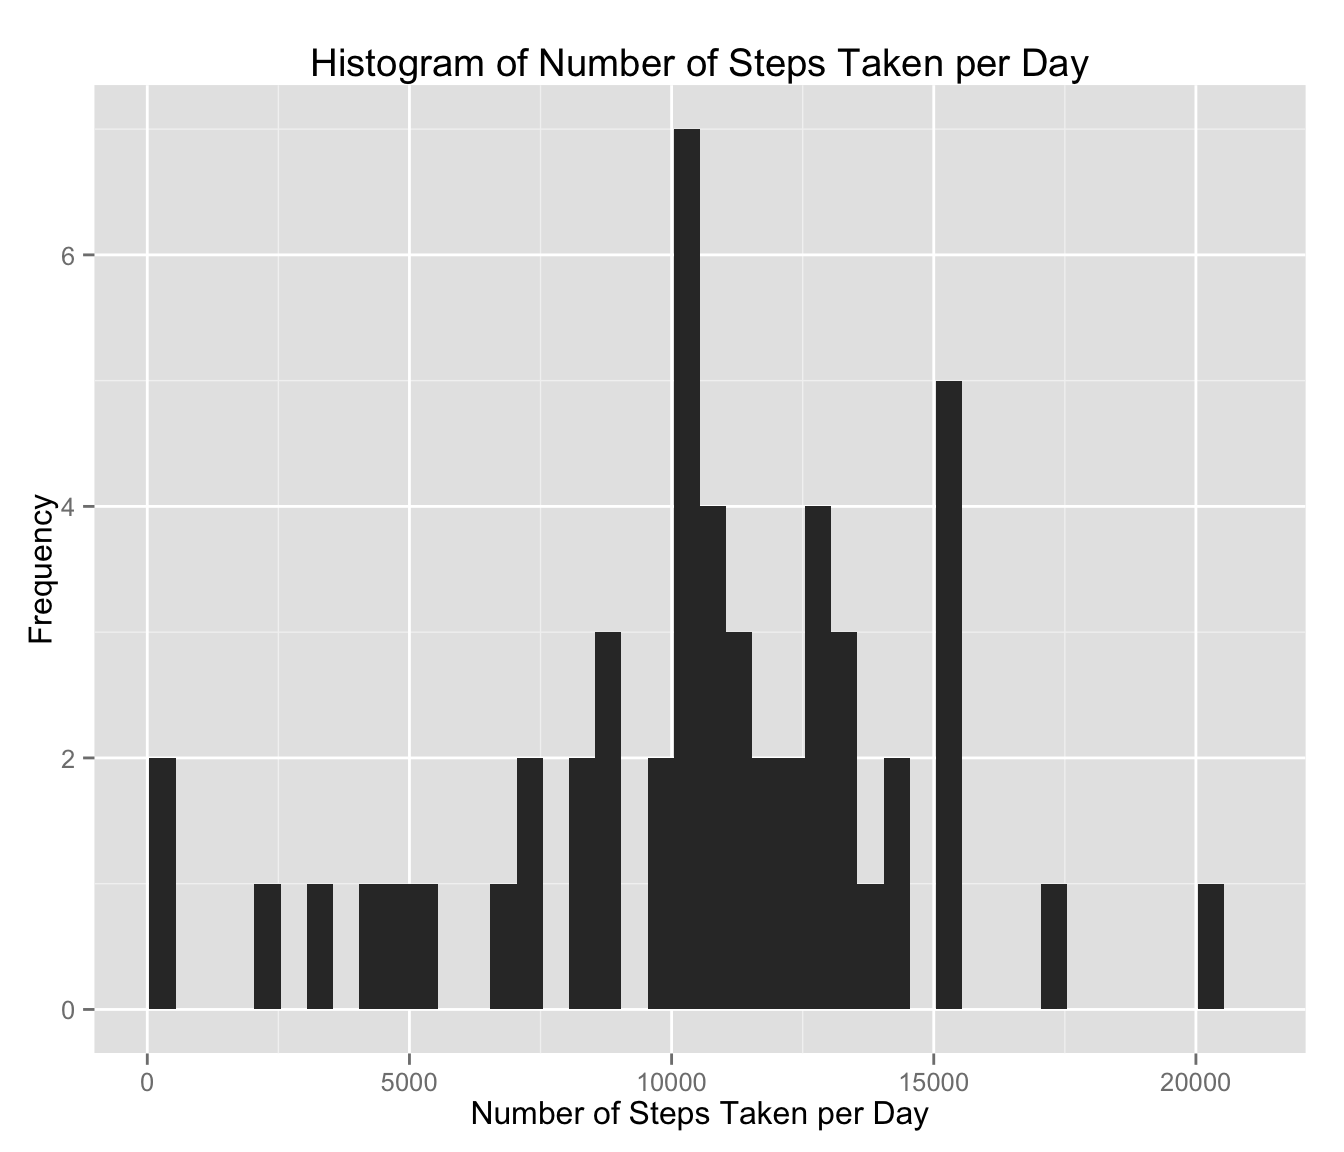 Histogram of Number of Steps Taken per Day
Frequency
6
4
2
0
0 5000 10000 15000 20000
Number of Steps Taken per Day